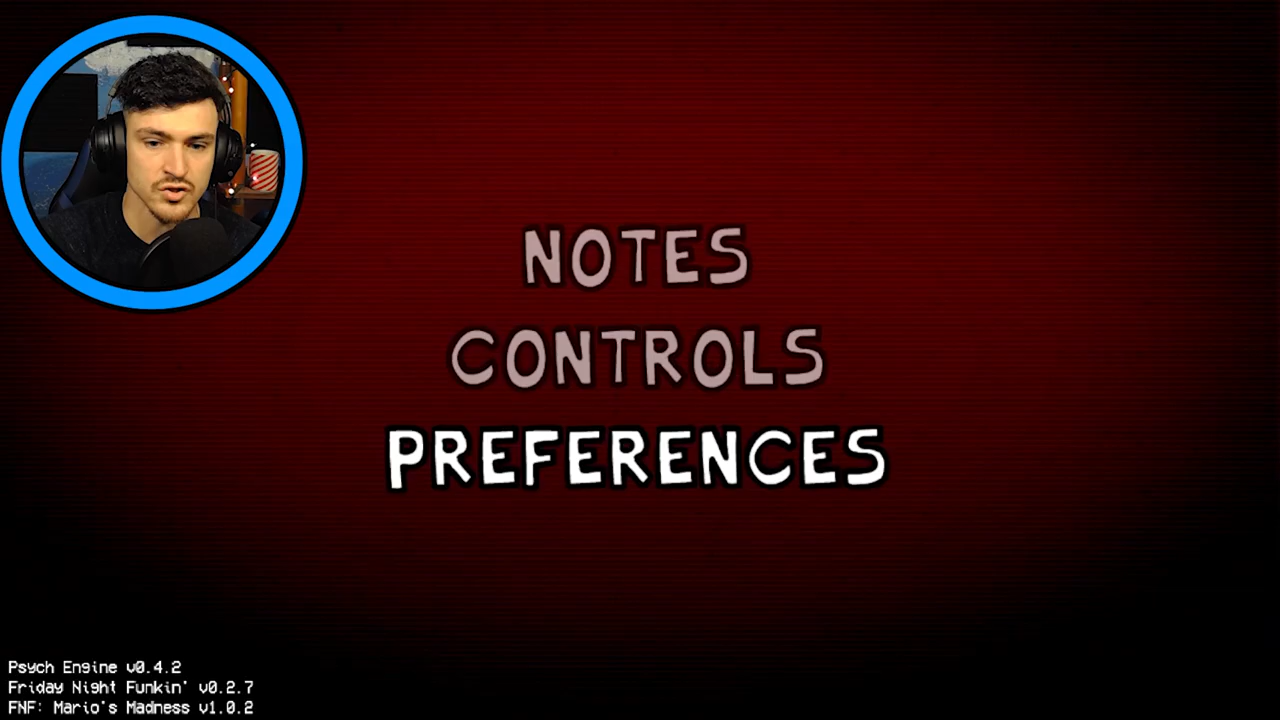 NOTES
CONTROLS
PREFERENCES
Psych Engine v0.4.2
Friday Night Funkin' v0.2.7
FNF: Mario's Madness v1.0.2